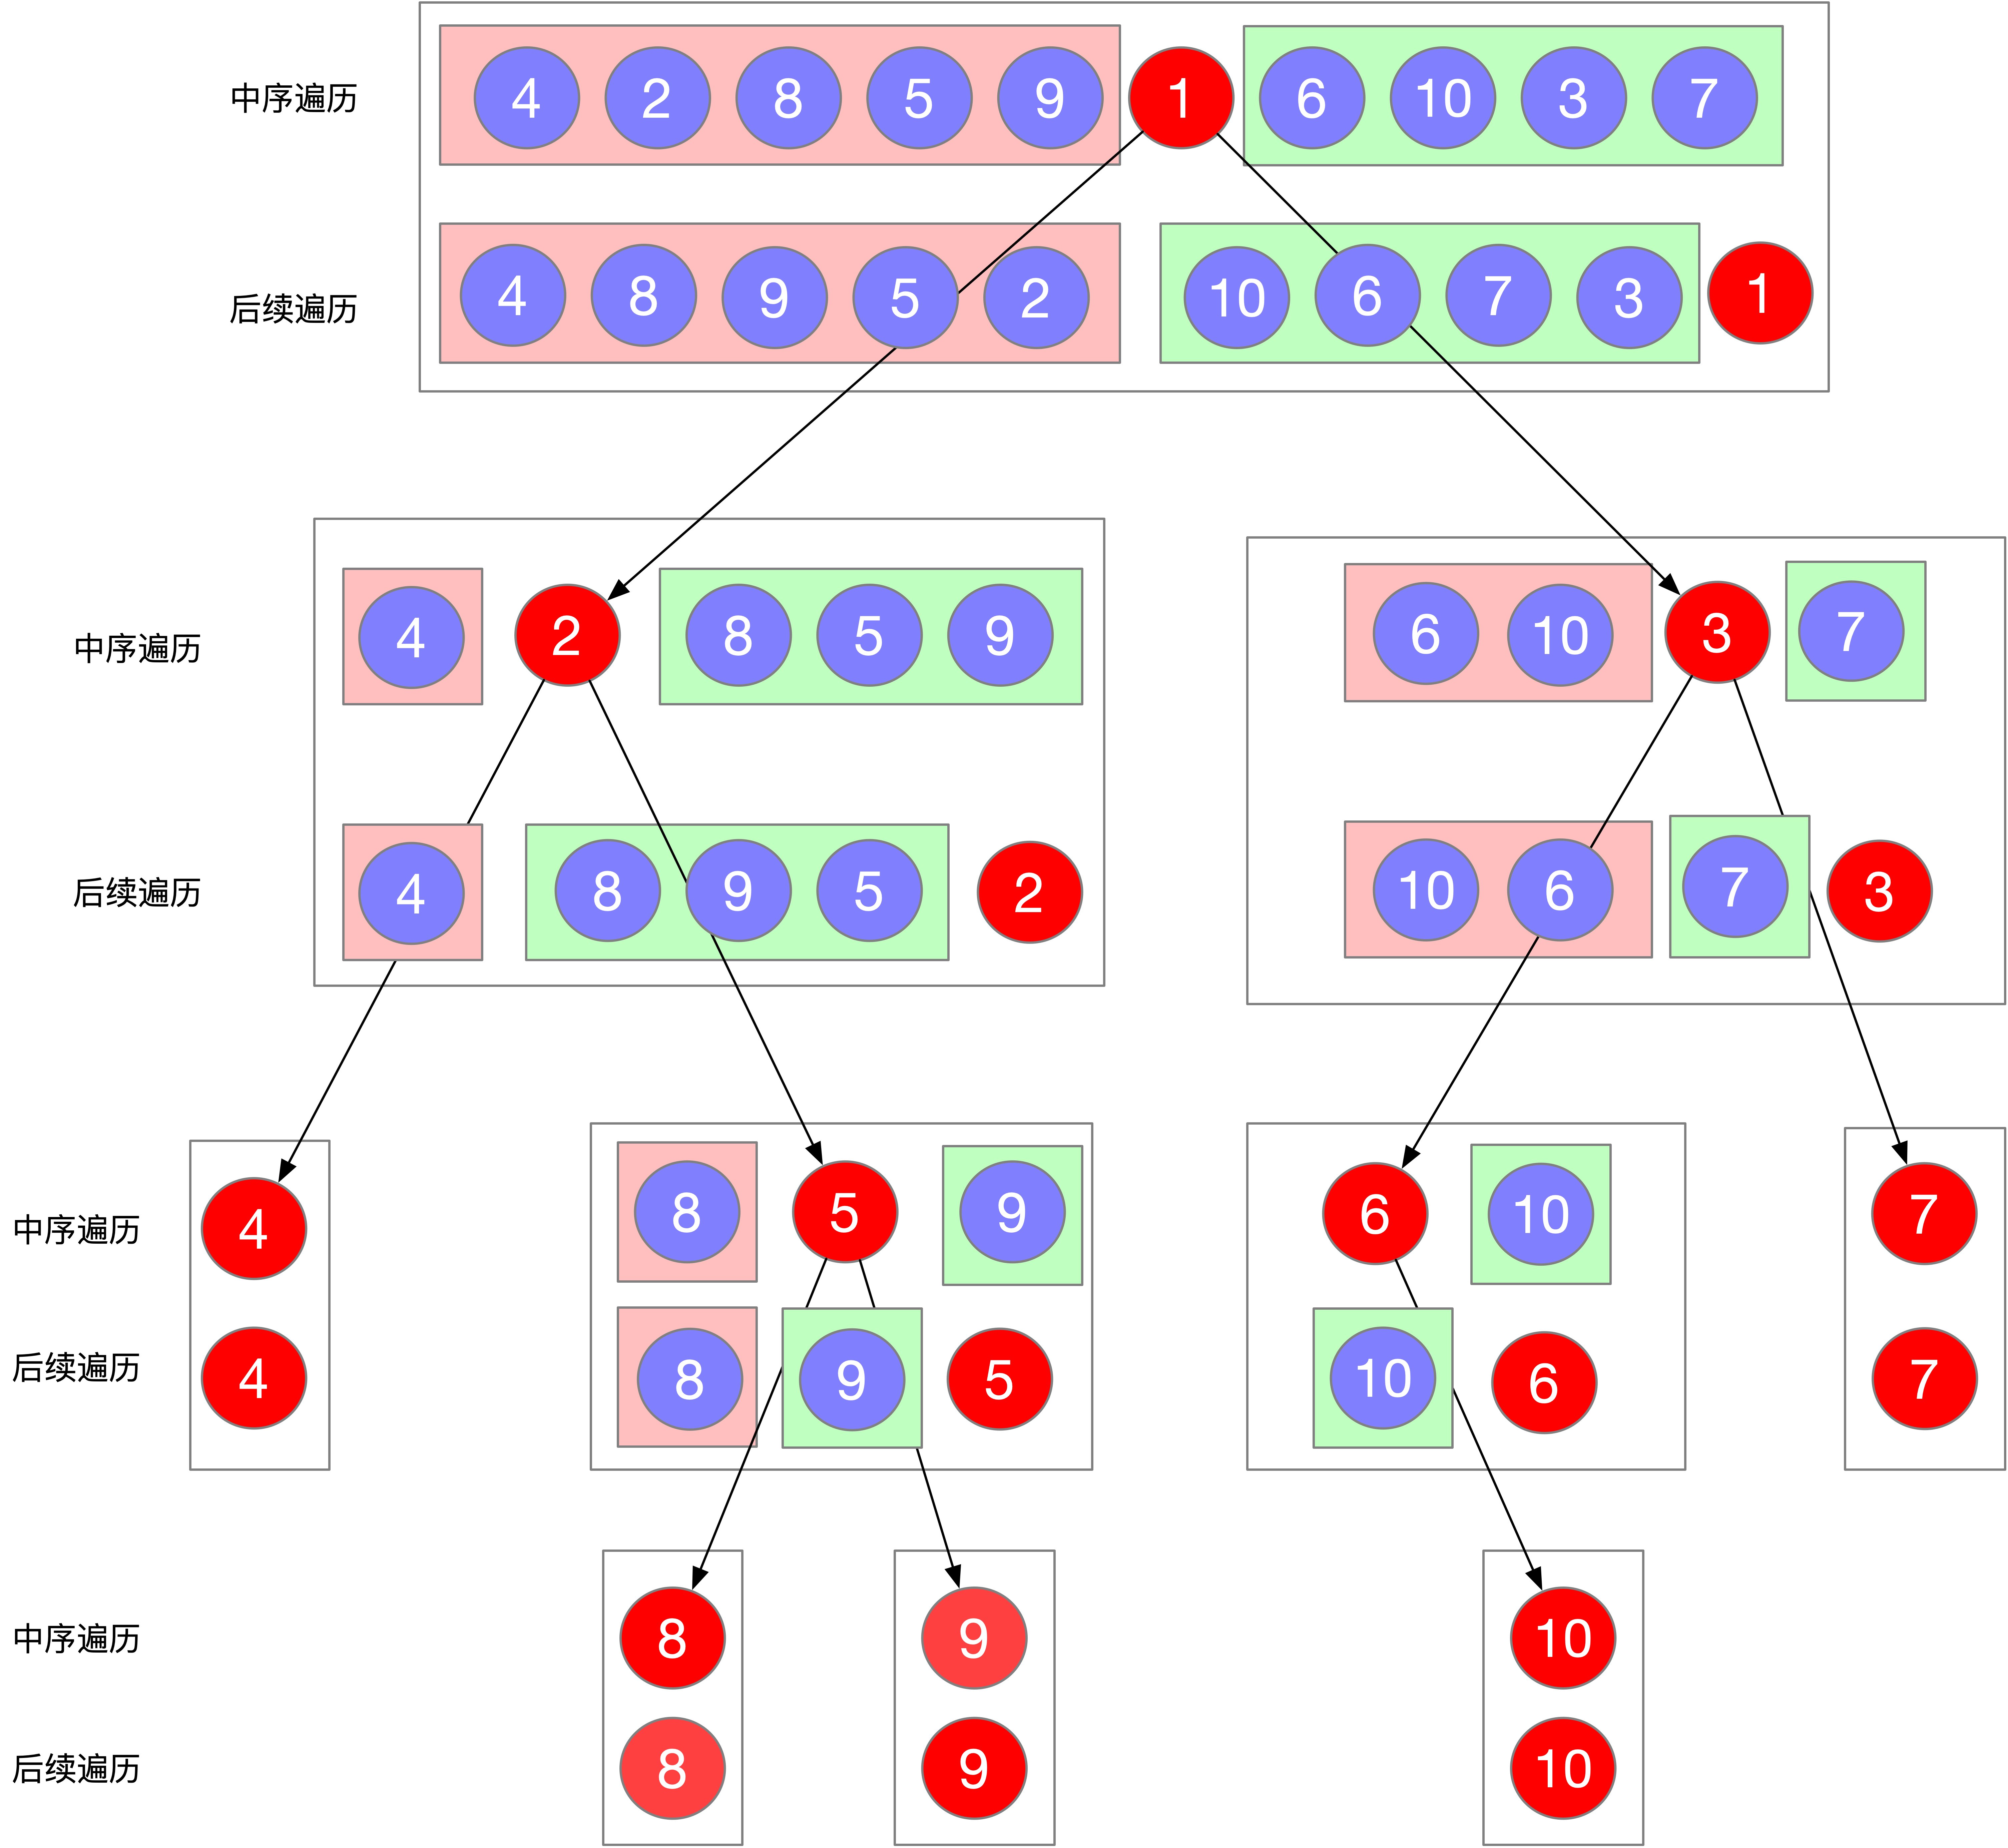 中序遍历 4 2 8 5 9 1 6 10 3 7
后续遍历 4 8 9 5 2 10 6 7 3 1
中序遍历 4 2 8 5 9 6 10 3 7
后续遍历 4 8 9 5 2 10 6 7 3
中序遍历 4 8 5 9 6 10 7
后续遍历 4 8 9 5 10 6 7
中序遍历 8 9 10
后续遍历 8 9 10